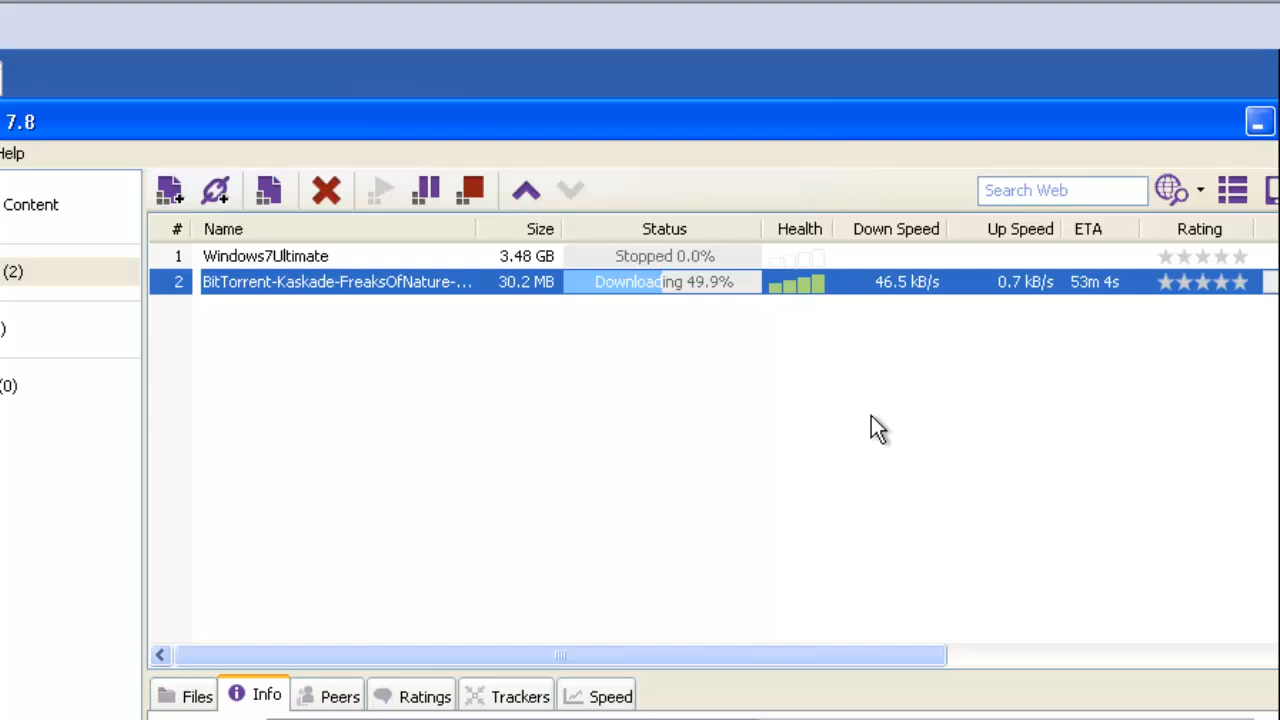 7.8
Help
Content
Search Web
# Name Size Status Health Down Speed Up Speed ETA Rating
1 Windows7Ultimate 3.48 GB Stopped 0.0%
(2)
2 BitTorrent-Kaskade-FreaksOfNature-... 30.2 MB Downloading 49.9% 46.5 kB/s 0.7 kB/s 53m 4s
)
(0)
Files Info Peers Ratings Trackers Speed